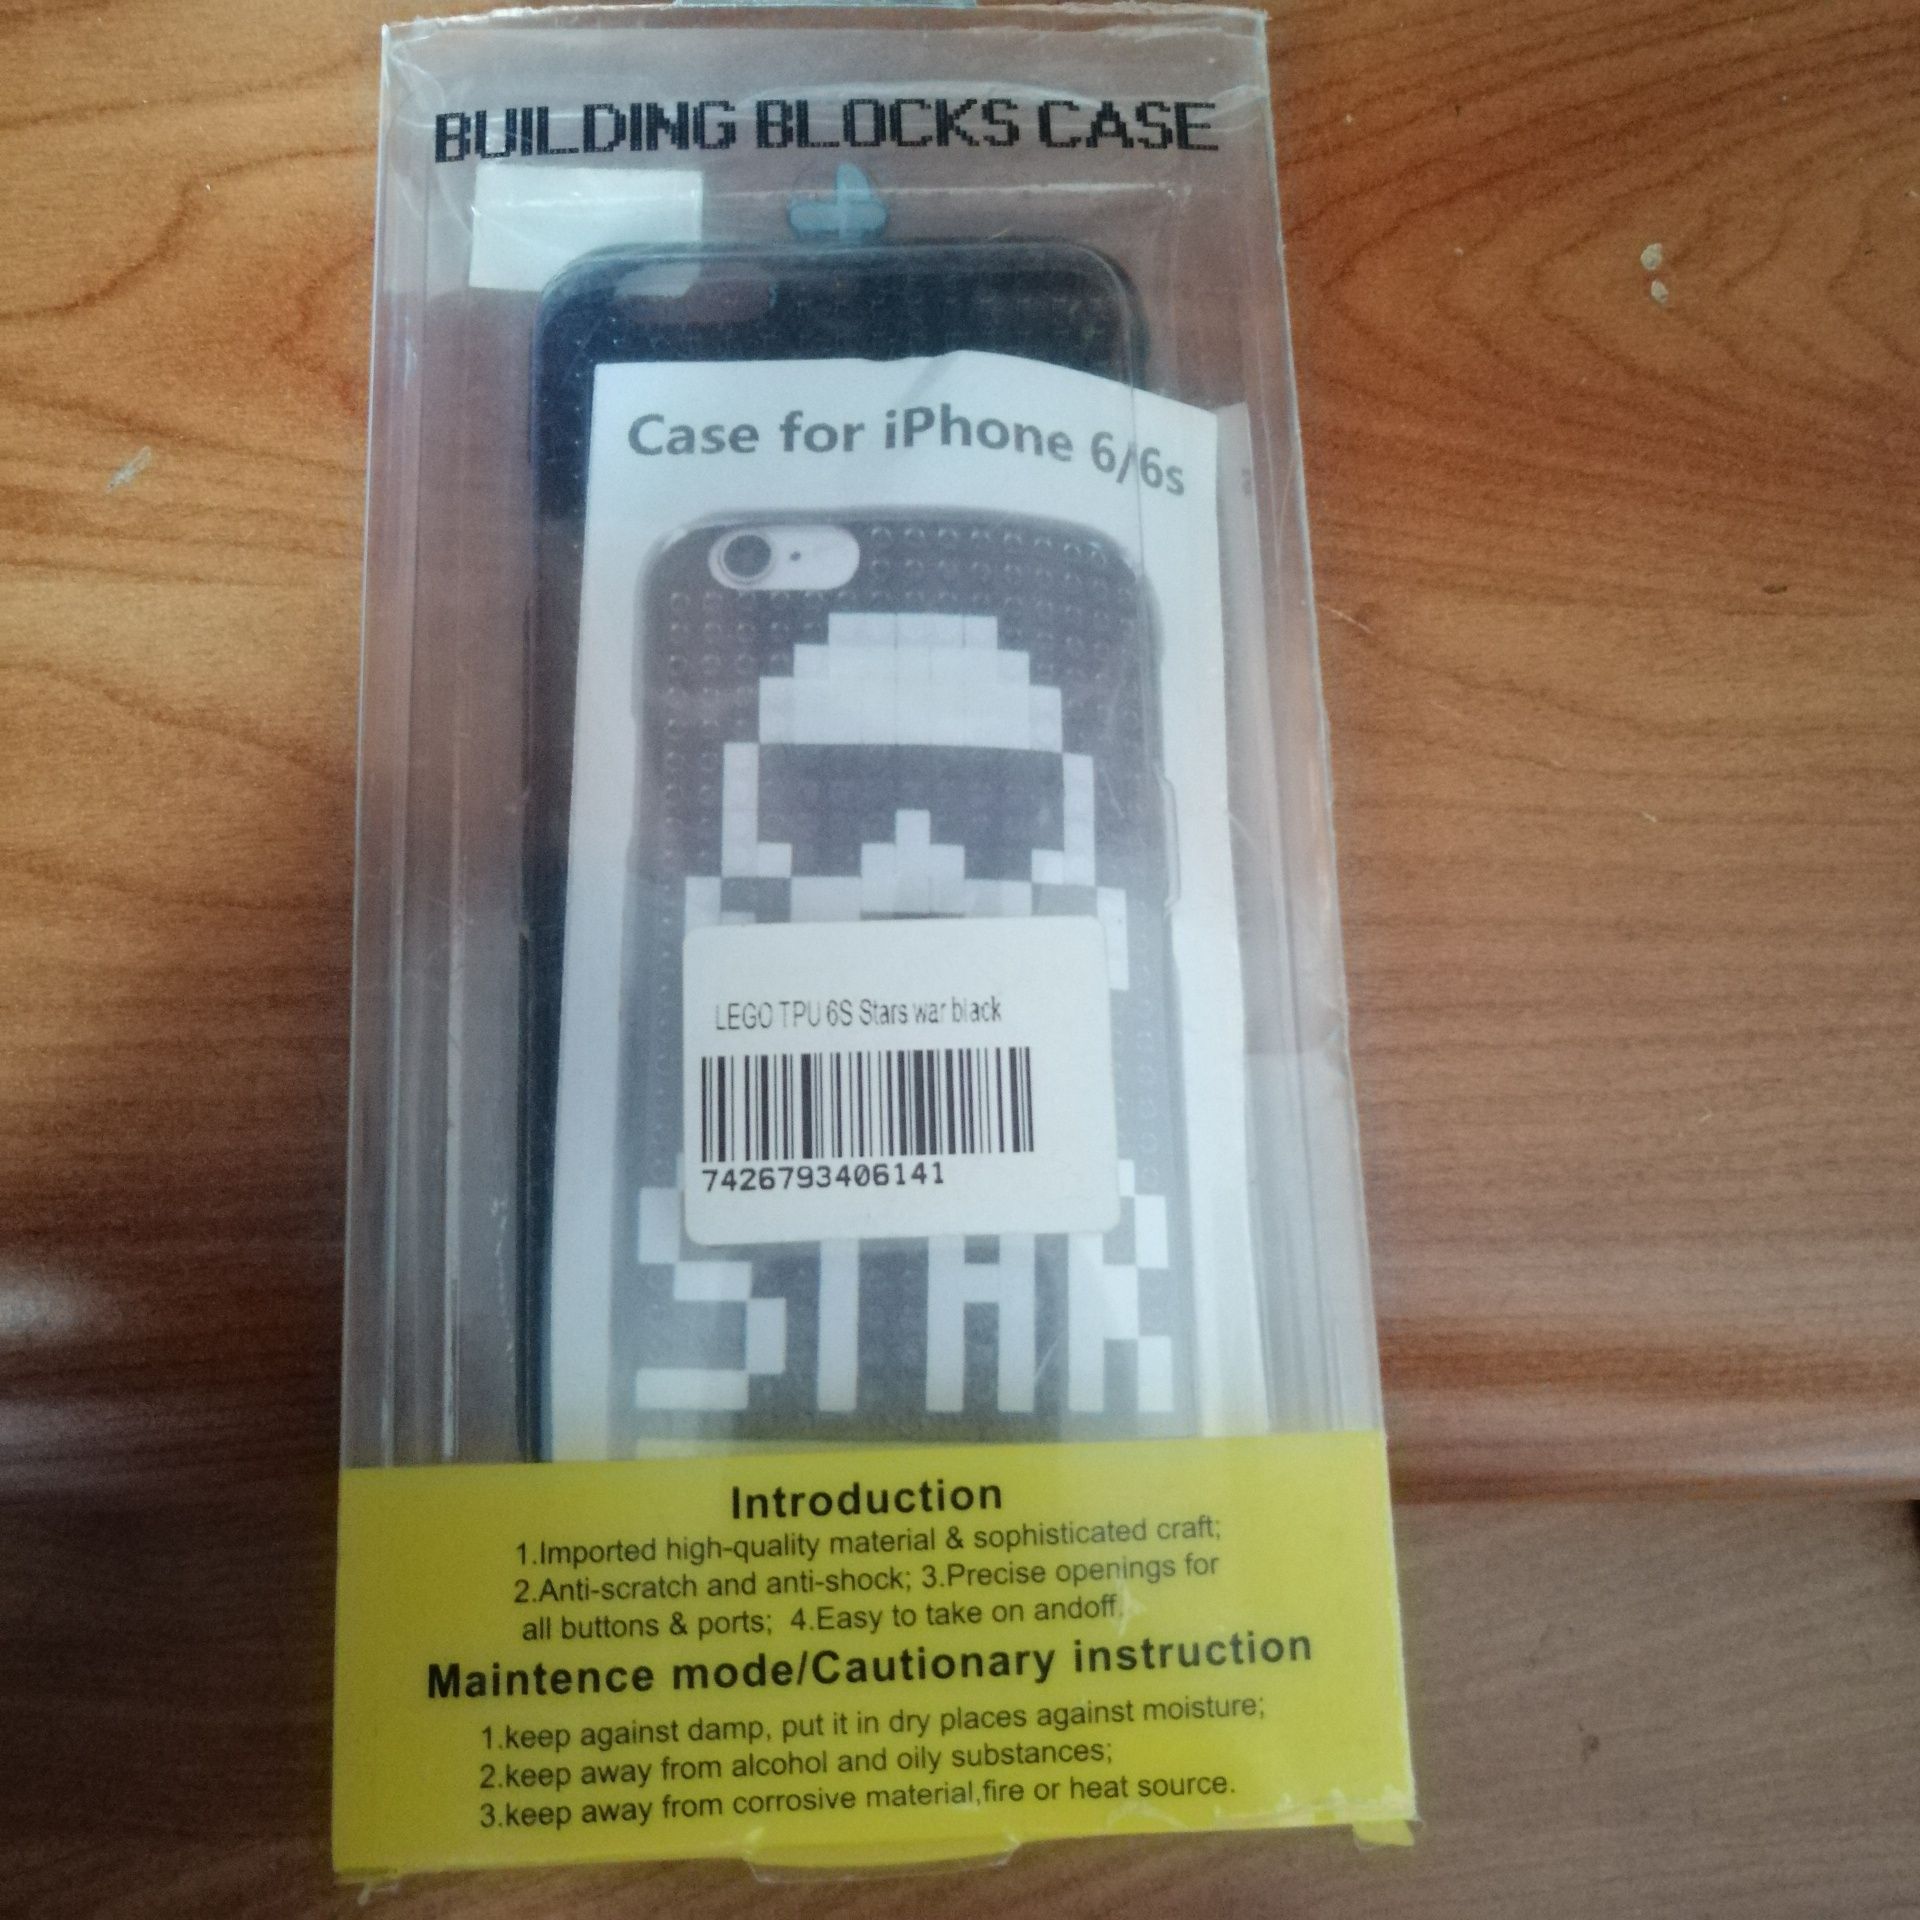 BUILDING BLOCKS CASE
Case for iPhone 6/6s
LEGO TPU 6S Stars war black
7426793406141
STAR
Introduction
1.Imported high-quality material & sophisticated craft;
2.Anti-scratch and anti-shock; 3.Precise openings for
all buttons & ports; 4.Easy to take on andoff.
Maintence mode/Cautionary instruction
1.keep against damp, put it in dry places against moisture;
2.keep away from alcohol and oily substances;
3.keep away from corrosive material,fire or heat source.